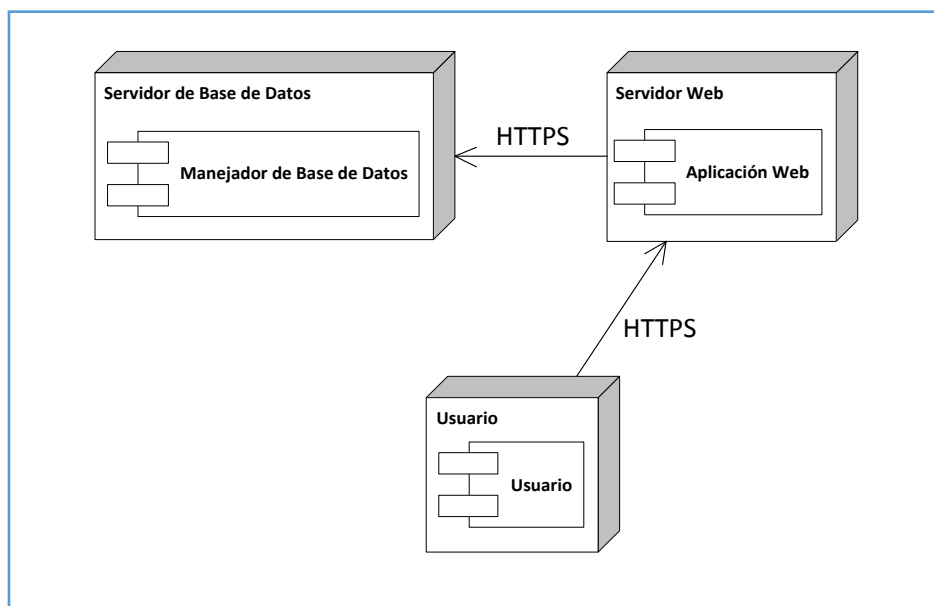 Servidor de Base de Datos
Manejador de Base de Datos
HTTPS
Servidor Web
Aplicación Web
HTTPS
Usuario
Usuario